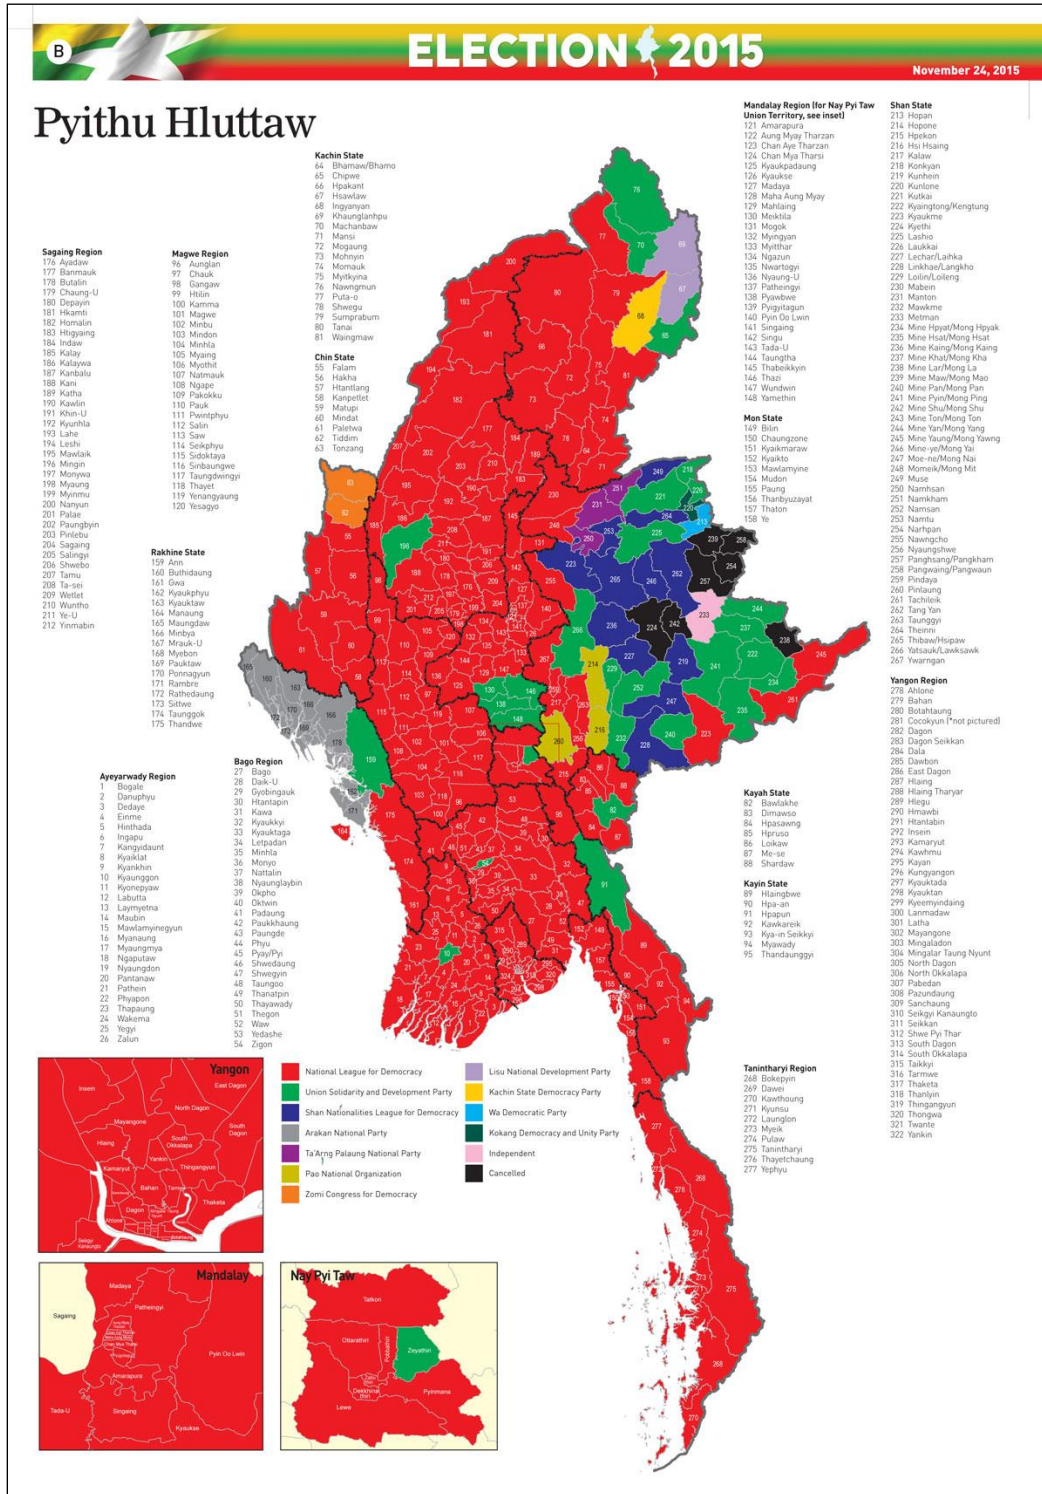 B
ELECTION 2015
November 24, 2015
Pyithu Hluttaw
Kachin State
64 Bhamaw/Bhamo
65 Chipwe
66 Hpakant
67 Hsawlaw
68 Ingyanyan
69 Khaunglanhpu
70 Machanbaw
71 Mansi
72 Mogaung
73 Mohnyin
74 Momauk
75 Myitkyina
76 Nawngmun
77 Puta-o
78 Shwegu
79 Sumprabum
80 Tanai
81 Waingmaw
Chin State
55 Falam
56 Hakha
57 Htantlang
58 Kanpetlet
59 Matupi
60 Mindat
61 Paletwa
62 Tiddim
63 Tonzang
Sagaing Region
176 Ayadaw
177 Banmauk
178 Butalin
179 Chaung-U
180 Depayin
181 Hkamti
182 Homalin
183 Htigyaing
184 Indaw
185 Kalay
186 Kalaywa
187 Kanbalu
188 Kani
189 Katha
190 Kawlin
191 Khin-U
192 Kyunhla
193 Lahe
194 Leshi
195 Mawlaik
196 Mingin
197 Monywa
198 Myaung
199 Myinmu
200 Nanyun
201 Palae
202 Paungbyin
203 Pinlebu
204 Sagaing
205 Salingyi
206 Shwebo
207 Tamu
208 Ta-sei
209 Wetlet
210 Wuntho
211 Ye-U
212 Yinmabin
Magwe Region
96 Aunglan
97 Chauk
98 Gangaw
99 Htilin
100 Kamma
101 Magwe
102 Minbu
103 Mindon
104 Minhla
105 Myaing
106 Myothit
107 Natmauk
108 Ngape
109 Pakokku
110 Pauk
111 Pwintphyu
112 Salin
113 Saw
114 Seikphyu
115 Sidoktaya
116 Sinbaungwe
117 Taungdwingyi
118 Thayet
119 Yenangyaung
120 Yesagyo
Rakhine State
159 Ann
160 Buthidaung
161 Gwa
162 Kyaukphyu
163 Kyauktaw
164 Manaung
165 Maungdaw
166 Minbya
167 Mrauk-U
168 Myebon
169 Pauktaw
170 Ponnagyun
171 Rambre
172 Rathedaung
173 Sittwe
174 Taunggok
175 Thandwe
Ayeyarwady Region
1 Bogale
2 Danuphyu
3 Dedaye
4 Einme
5 Hinthada
6 Ingapu
7 Kangyidaunt
8 Kyaiklat
9 Kyankhin
10 Kyaunggon
11 Kyonepyaw
12 Labutta
13 Laymyetna
14 Maubin
15 Mawlamyinegyun
16 Myanaung
17 Myaungmya
18 Ngaputaw
19 Nyaungdon
20 Pantanaw
21 Pathein
22 Phyapon
23 Thapaung
24 Wakema
25 Yegyi
26 Zalun
Bago Region
27 Bago
28 Daik-U
29 Gyobingauk
30 Htantapin
31 Kawa
32 Kyaukkyi
33 Kyauktaga
34 Letpadan
35 Minhla
36 Monyo
37 Nattalin
38 Nyaunglaybin
39 Okpho
40 Oktwin
41 Padaung
42 Paukkhaung
43 Paungde
44 Phyu
45 Pyay/Pyi
46 Shwedaung
47 Shwegyin
48 Taungoo
49 Thanatpin
50 Thayawady
51 Thegon
52 Waw
53 Yedashe
54 Zigon
Mandalay Region (for Nay Pyi Taw
Union Territory, see inset)
121 Amarapura
122 Aung Myay Tharzan
123 Chan Aye Tharzan
124 Chan Mya Tharsi
125 Kyaukpadaung
126 Kyaukse
127 Madaya
128 Maha Aung Myay
129 Mahlaing
130 Meiktila
131 Mogok
132 Myingyan
133 Myitthar
134 Ngazun
135 Nwartogyi
136 Nyaung-U
137 Patheingyi
138 Pyawbwe
139 Pyigyitagun
140 Pyin Oo Lwin
141 Singaing
142 Singu
143 Tada-U
144 Taungtha
145 Thabeikkyin
146 Thazi
147 Wundwin
148 Yamethin
Mon State
149 Bilin
150 Chaungzone
151 Kyaikmaraw
152 Kyaikto
153 Mawlamyine
154 Mudon
155 Paung
156 Thanbyuzayat
157 Thaton
158 Ye
Kayah State
82 Bawlakhe
83 Dimawso
84 Hpasawng
85 Hpruso
86 Loikaw
87 Me-se
88 Shardaw
Kayin State
89 Hlaingbwe
90 Hpa-an
91 Hpapun
92 Kawkareik
93 Kya-in Seikkyi
94 Myawady
95 Thandaunggyi
Tanintharyi Region
268 Bokepyin
269 Dawei
270 Kawthoung
271 Kyunsu
272 Launglon
273 Myeik
274 Pulaw
275 Tanintharyi
276 Thayetchaung
277 Yephyu
Shan State
213 Hopan
214 Hopone
215 Hpekon
216 Hsi Hsaing
217 Kalaw
218 Konkyan
219 Kunhein
220 Kunlone
221 Kutkai
222 Kyaingtong/Kengtung
223 Kyaukme
224 Kyethi
225 Lashio
226 Laukkai
227 Lechar/Laihka
228 Linkhae/Langkho
229 Loilin/Loileng
230 Mabein
231 Manton
232 Mawkme
233 Metman
234 Mine Hpyat/Mong Hpyak
235 Mine Hsat/Mong Hsat
236 Mine Kaing/Mong Kaing
237 Mine Khat/Mong Kha
238 Mine Lar/Mong La
239 Mine Maw/Mong Mao
240 Mine Pan/Mong Pan
241 Mine Pyin/Mong Ping
242 Mine Shu/Mong Shu
243 Mine Ton/Mong Ton
244 Mine Yan/Mong Yang
245 Mine Yaung/Mong Yawng
246 Mine-ye/Mong Yai
247 Moe-ne/Mong Nai
248 Momeik/Mong Mit
249 Muse
250 Namhsan
251 Namkham
252 Namsan
253 Namtu
254 Narhpan
255 Nawngcho
256 Nyaungshwe
257 Panghsang/Pangkham
258 Pangwaing/Pangwaun
259 Pindaya
260 Pinlaung
261 Tachileik
262 Tang Yan
263 Taunggyi
264 Theinni
265 Thibaw/Hsipaw
266 Yatsauk/Lawksawk
267 Ywarngan
Yangon Region
278 Ahlone
279 Bahan
280 Botahtaung
281 Cocokyun (*not pictured)
282 Dagon
283 Dagon Seikkan
284 Dala
285 Dawbon
286 East Dagon
287 Hlaing
288 Hlaing Tharyar
289 Hlegu
290 Hmawbi
291 Htantabin
292 Insein
293 Kamaryut
294 Kawhmu
295 Kayan
296 Kungyangon
297 Kyauktada
298 Kyauktan
299 Kyeemyindaing
300 Lanmadaw
301 Latha
302 Mayangone
303 Mingaladon
304 Mingalar Taung Nyunt
305 North Dagon
306 North Okkalapa
307 Pabedan
308 Pazundaung
309 Sanchaung
310 Seikgyi Kanaungto
311 Seikkan
312 Shwe Pyi Thar
313 South Dagon
314 South Okkalapa
315 Taikkyi
316 Tarmwe
317 Thaketa
318 Thanlyin
319 Thingangyun
320 Thongwa
321 Twante
322 Yankin
National League for Democracy
Union Solidarity and Development Party
Shan Nationalities League for Democracy
Arakan National Party
Ta'Arng Palaung National Party
Pao National Organization
Zomi Congress for Democracy
Lisu National Development Party
Kachin State Democracy Party
Wa Democratic Party
Kokang Democracy and Unity Party
Independent
Cancelled
Yangon
Insein
East Dagon
North Dagon
Mayangone
South Dagon
Hlaing
South Okkalapa
Yankin
Kamaryut
Thingangyun
Bahan
Tamwe
Dagon
Thaketa
Ahlone
Seikgyi Kanaungto
Mandalay
Madaya
Sagaing
Patheingyi
Chan Mya Tharsi
Pyin Oo Lwin
Amarapura
Tada-U
Singaing
Kyaukse
Nay Pyi Taw
Tatkon
Ottarathiri
Pobbathiri
Zeyathiri
Dekkhina thiri
Pyinmana
Lewe